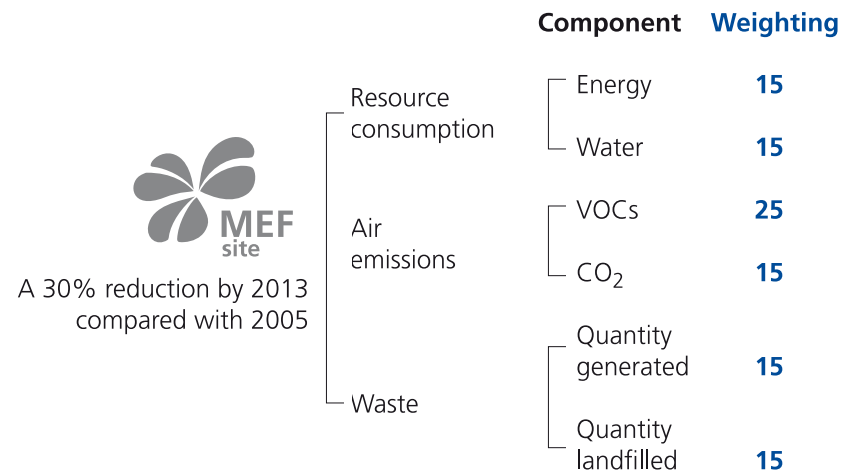 Component Weighting
Resource
consumption
Energy 15
Water 15
MEF
site
A 30% reduction by 2013
compared with 2005
Air
emissions
VOCs 25
CO₂ 15
Waste
Quantity
generated 15
Quantity
landfilled 15